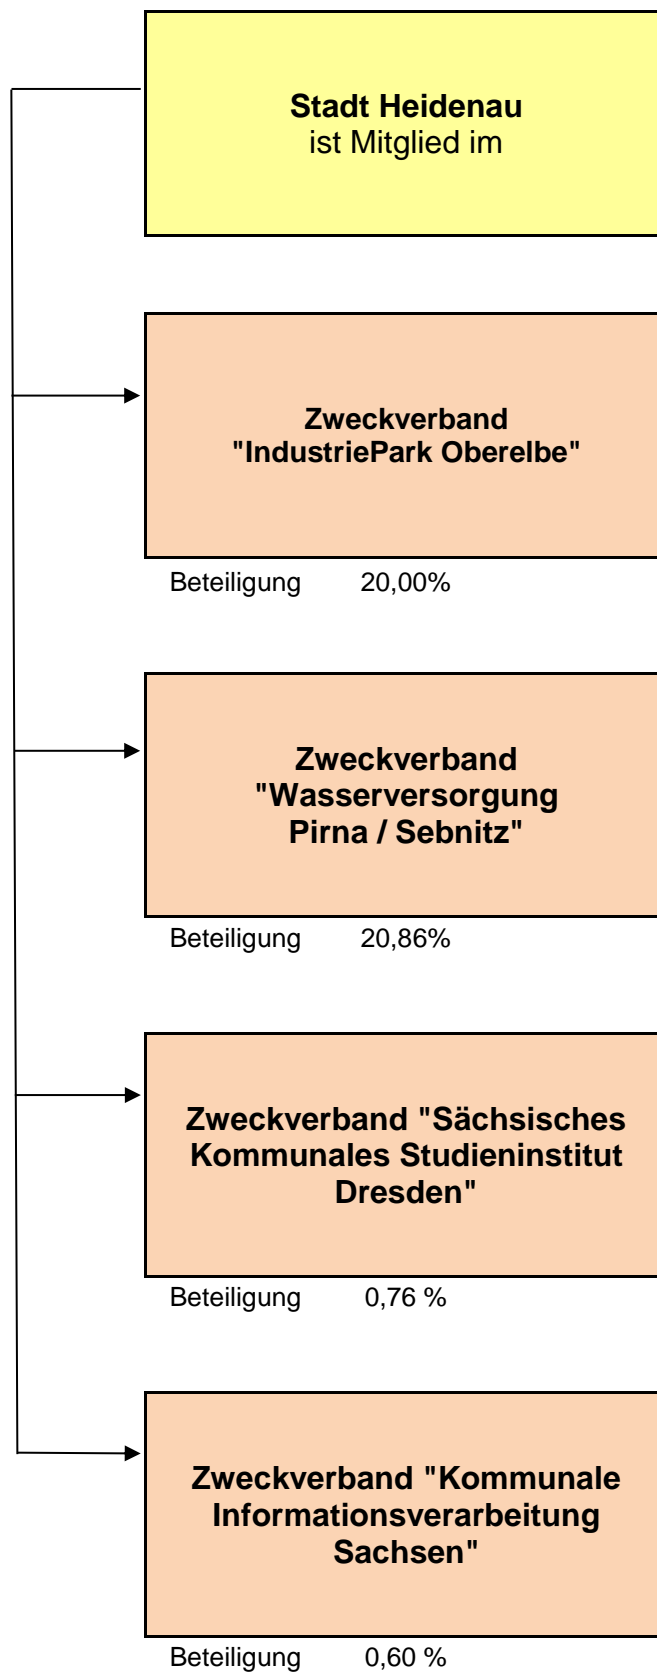 Stadt Heidenau
ist Mitglied im
Zweckverband
"IndustriePark Oberelbe"
Beteiligung 20,00%
Zweckverband
"Wasserversorgung
Pirna / Sebnitz"
Beteiligung 20,86%
Zweckverband "Sächsisches
Kommunales Studieninstitut
Dresden"
Beteiligung 0,76 %
Zweckverband "Kommunale
Informationsverarbeitung
Sachsen"
Beteiligung 0,60 %